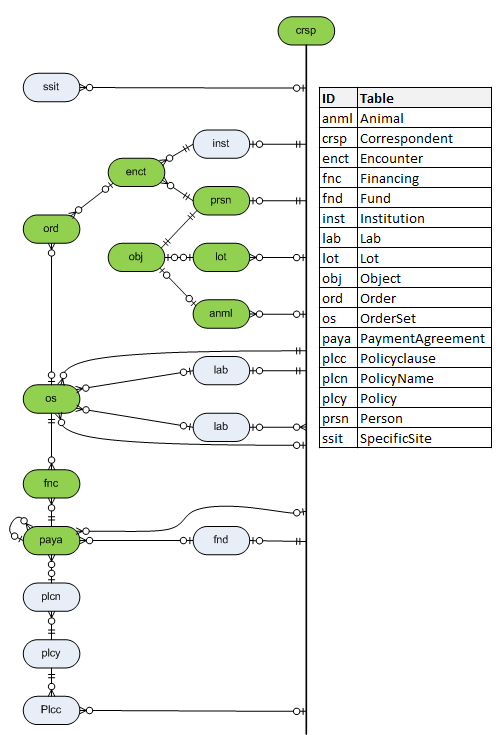 crsp
ssit
inst
enct
prsn
ord
obj
lot
anml
lab
os
lab
fnc
paya
fnd
plcn
plcy
Plcc
ID Table
anml Animal
crsp Correspondent
enct Encounter
fnc Financing
fnd Fund
inst Institution
lab Lab
lot Lot
obj Object
ord Order
os OrderSet
paya PaymentAgreement
plcc Policyclause
plcn PolicyName
plcy Policy
prsn Person
ssit SpecificSite